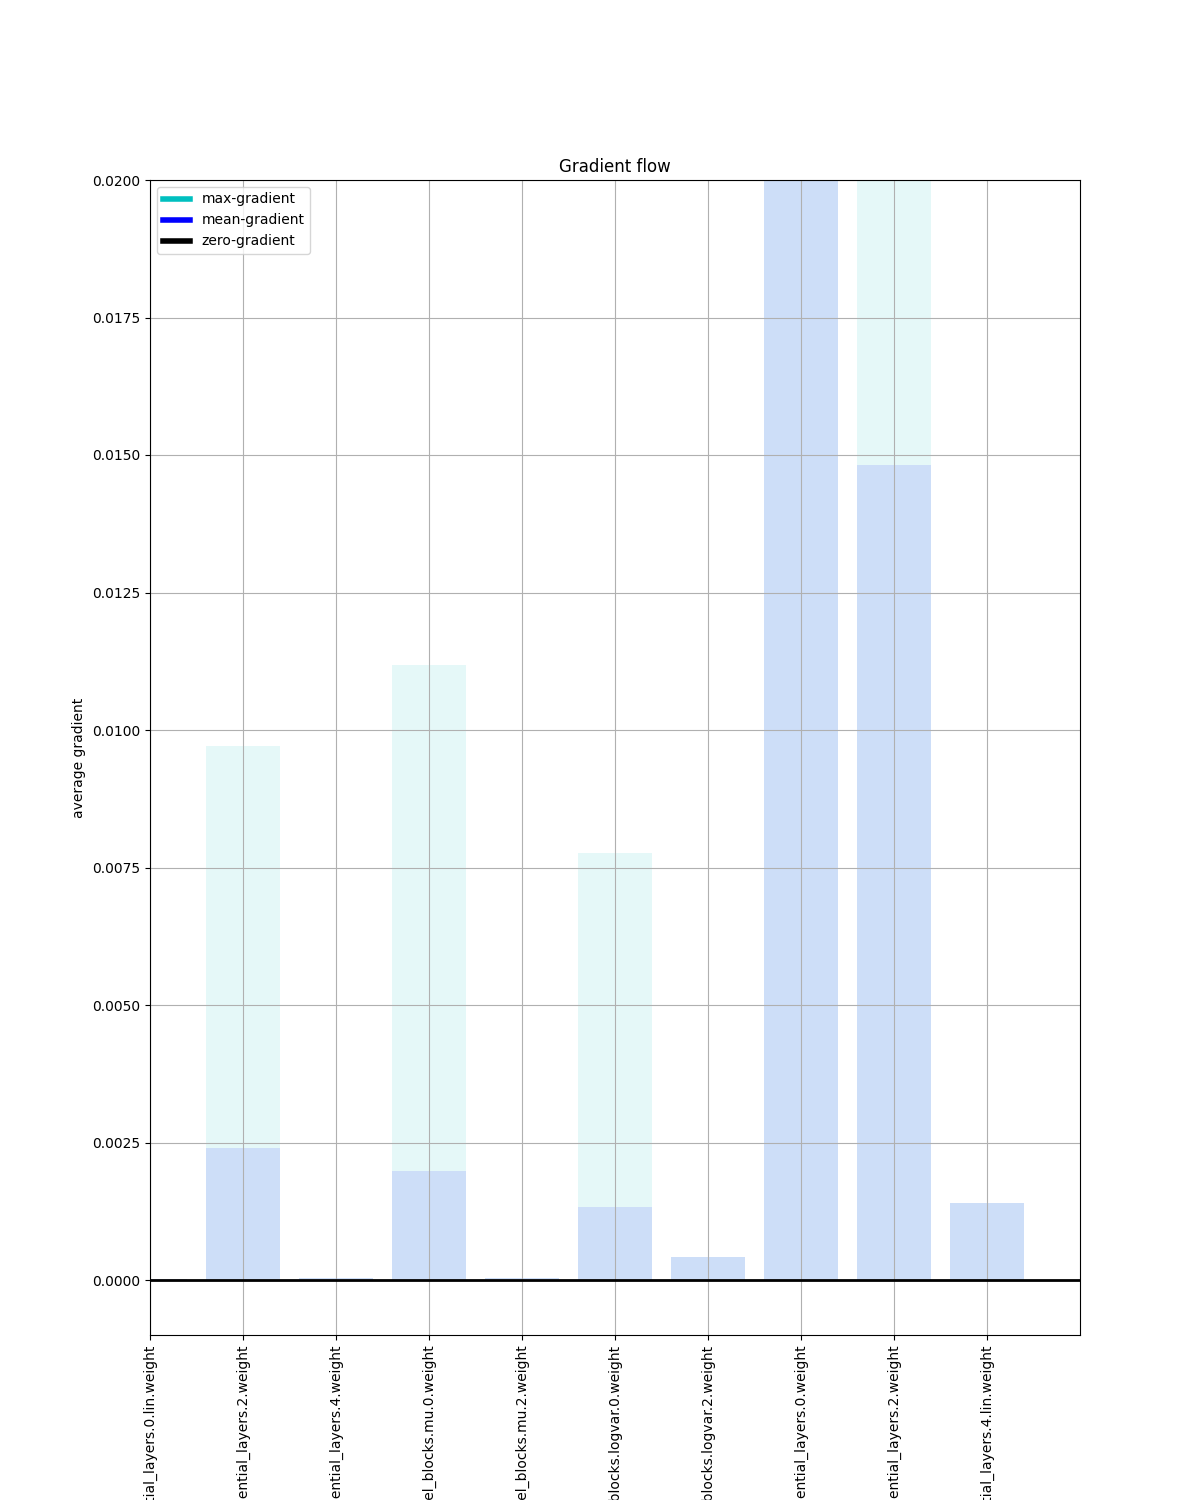 Gradient flow
max-gradient
mean-gradient
zero-gradient
0.0200
0.0175
0.0150
0.0125
0.0100
0.0075
0.0050
0.0025
0.0000
average gradient
tial_layers.0.lin.weight
ential_layers.2.weight
ential_layers.4.weight
el_blocks.mu.0.weight
el_blocks.mu.2.weight
blocks.logvar.0.weight
blocks.logvar.2.weight
ential_layers.0.weight
ential_layers.2.weight
tial_layers.4.lin.weight